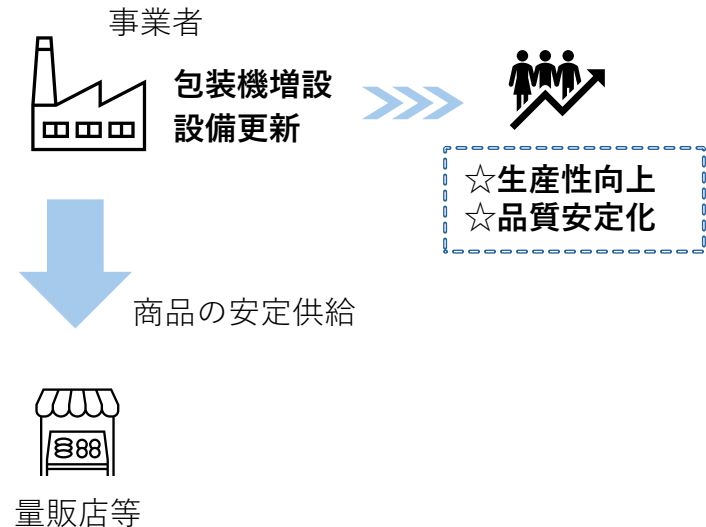 事業者
包装機増設
設備更新
☆生産性向上
☆品質安定化
商品の安定供給
量販店等